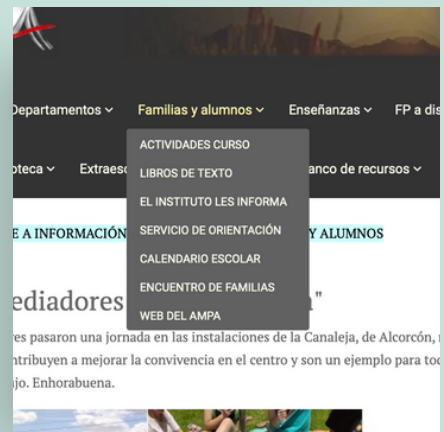 Departamentos Familias y alumnos Enseñanzas FP a dis
oteca Extraesc anco de recursos
ACTIVIDADES CURSO
LIBROS DE TEXTO
EL INSTITUTO LES INFORMA
SERVICIO DE ORIENTACIÓN
CALENDARIO ESCOLAR
ENCUENTRO DE FAMILIAS
WEB DEL AMPA
E A INFORMACIÓN Y ALUMNOS
ediadores a"
res pasaron una jornada en las instalaciones de la Canaleja, de Alcorcón,
ntribuyen a mejorar la convivencia en el centro y son un ejemplo para toc
jo. Enhorabuena.